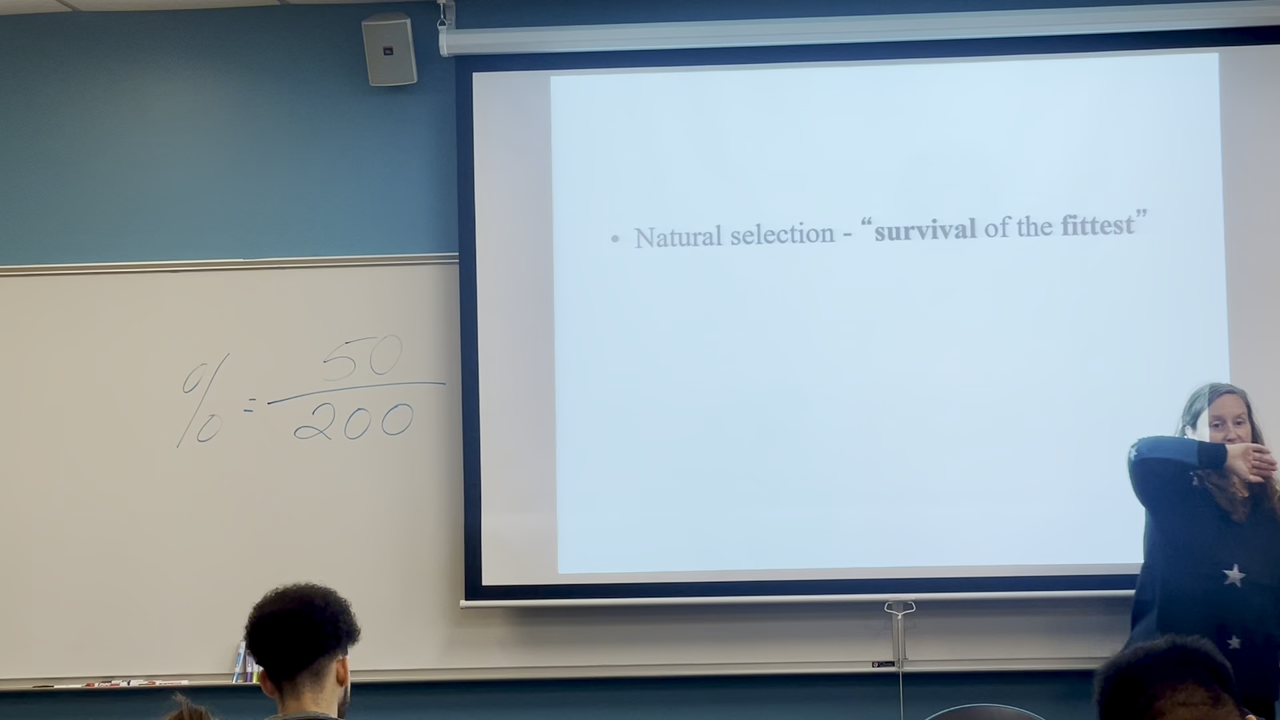 • Natural selection - “survival of the fittest”
% = 50
200